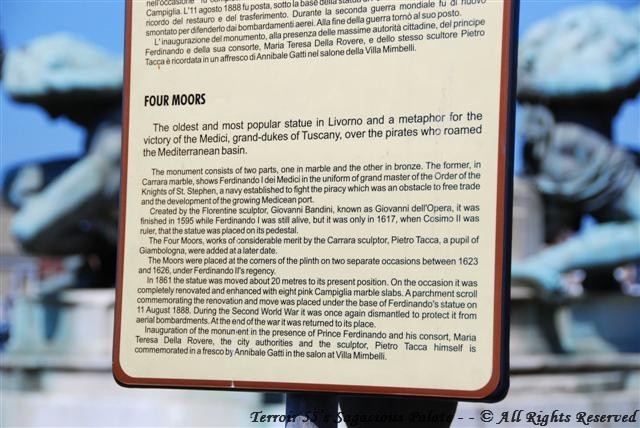 Campiglia. L'11 agosto 1888 fu posta, sotto la base della statua
ricordo del restauro e del trasferimento. Durante la seconda guerra mondiale fu di nuovo
smontato per difenderlo dai bombardamenti aerei. Alla fine della guerra tornò al suo posto.
L' inaugurazione del monumento, alla presenza delle massime autorità cittadine, del principe
Ferdinando e della sua consorte, Maria Teresa Della Rovere, e dello stesso scultore Pietro
Tacca è ricordata in un affresco di Annibale Gatti nel salone della Villa Mimbelli.
FOUR MOORS
The oldest and most popular statue in Livorno and a metaphor for the
victory of the Medici, grand-dukes of Tuscany, over the pirates who roamed
the Mediterranean basin.
The monument consists of two parts, one in marble and the other in bronze. The former, in
Carrara marble, shows Ferdinando I dei Medici in the uniform of grand master of the Order of the
Knights of St. Stephen, a navy established to fight the piracy which was an obstacle to free trade
and the development of the growing Medicean port.
Created by the Florentine sculptor, Giovanni Bandini, known as Giovanni dell'Opera, it was
finished in 1595 while Ferdinando I was still alive, but it was only in 1617, when Cosimo II was
ruler, that the statue was placed on its pedestal.
The Four Moors, works of considerable merit by the Carrara sculptor, Pietro Tacca, a pupil of
Giambologna, were added at a later date.
The Moors were placed at the corners of the plinth on two separate occasions between 1623
and 1626, under Ferdinando II's regency.
In 1861 the statue was moved about 20 metres to its present position. On the occasion it was
completely renovated and enhanced with eight pink Campiglia marble slabs. A parchment scroll
commemorating the renovation and move was placed under the base of Ferdinando's statue on
11 August 1888. During the Second World War it was once again dismantled to protect it from
aerial bombardments. At the end of the war it was returned to its place.
Inauguration of the monument in the presence of Prince Ferdinando and his consort, Maria
Teresa Della Rovere, the city authorities and the sculptor, Pietro Tacca himself is
commemorated in a fresco by Annibale Gatti in the salon at Villa Mimbelli.
Terroir 55's Sugacious Palate - - © All Rights Reserved